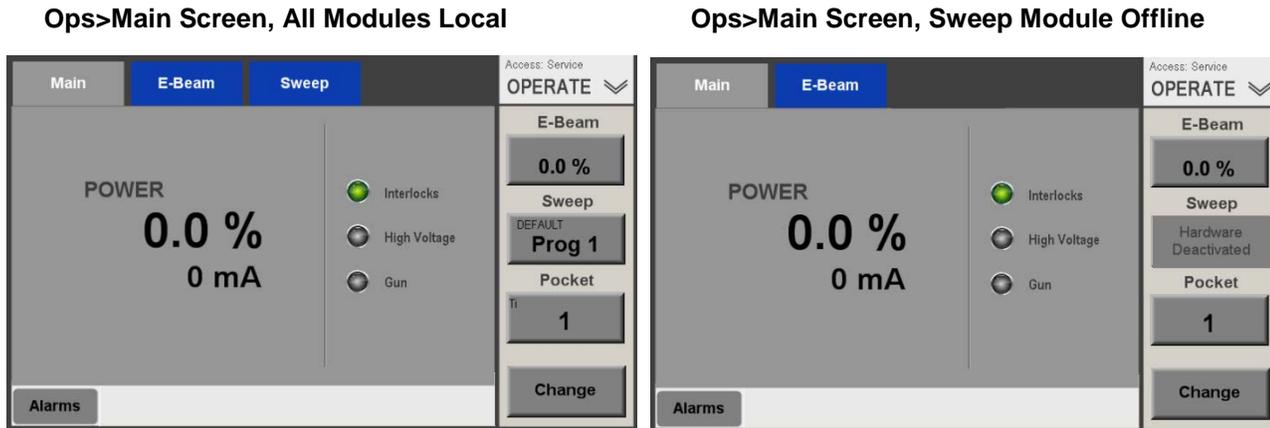 Ops>Main Screen, All Modules Local
Main
E-Beam
Sweep
Access: Service
OPERATE
E-Beam
0.0 %
Sweep
DEFAULT
Prog 1
Pocket
Ti
1
Change
POWER
0.0 %
0 mA
Interlocks
High Voltage
Gun
Alarms
Ops>Main Screen, Sweep Module Offline
Main
E-Beam
Access: Service
OPERATE
E-Beam
0.0 %
Sweep
Hardware
Deactivated
Pocket
1
Change
POWER
0.0 %
0 mA
Interlocks
High Voltage
Gun
Alarms